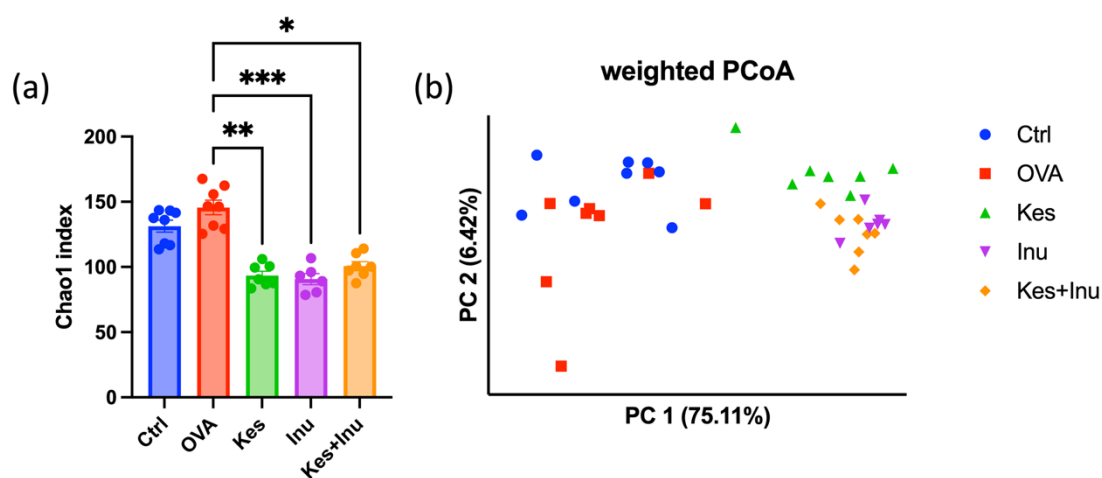 (a)
*
***
**
Chao1 index
200
150
100
50
0
Ctrl
OVA
Kes
Inu
Kes+Inu
(b)
weighted PCoA
PC 2 (6.42%)
PC 1 (75.11%)
Ctrl
OVA
Kes
Inu
Kes+Inu